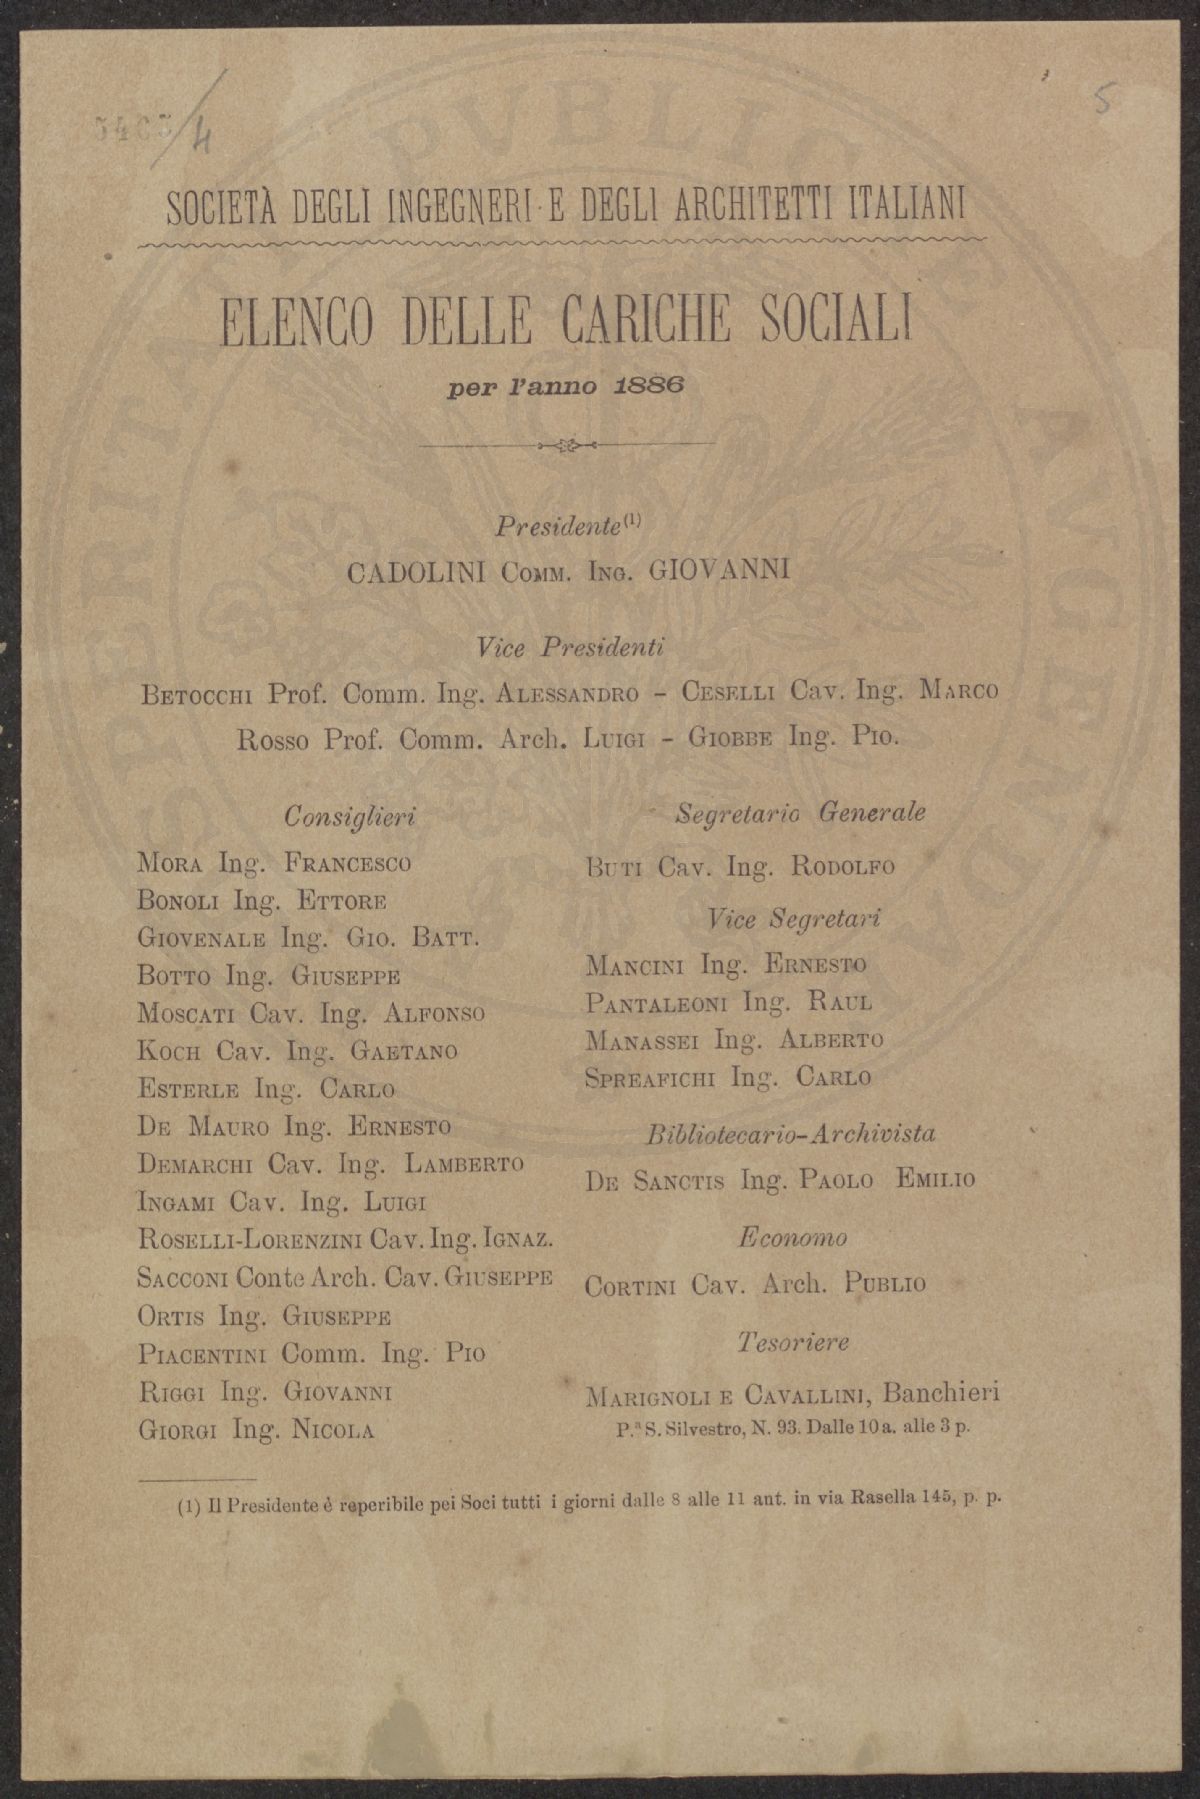 5465/4
5
SOCIETÀ DEGLI INGEGNERI E DEGLI ARCHITETTI ITALIANI
ELENCO DELLE CARICHE SOCIALI
per l'anno 1886
Presidente(1)
CADOLINI COMM. ING. GIOVANNI
Vice Presidenti
BETOCCHI Prof. Comm. Ing. ALESSANDRO - CESELLI Cav. Ing. MARCO
ROSSO Prof. Comm. Arch. LUIGI - GIOBBE Ing. PIO.
Consiglieri
MORA Ing. FRANCESCO
BONOLI Ing. ETTORE
GIOVENALE Ing. GIO. BATT.
BOTTO Ing. GIUSEPPE
MOSCATI Cav. Ing. ALFONSO
KOCH Cav. Ing. GAETANO
ESTERLE Ing. CARLO
DE MAURO Ing. ERNESTO
DEMARCHI Cav. Ing. LAMBERTO
INGAMI Cav. Ing. LUIGI
ROSELLI-LORENZINI Cav. Ing. IGNAZ.
SACCONI Conte Arch. Cav. GIUSEPPE
ORTIS Ing. GIUSEPPE
PIACENTINI Comm. Ing. PIO
RIGGI Ing. GIOVANNI
GIORGI Ing. NICOLA
Segretario Generale
BUTI Cav. Ing. RODOLFO
Vice Segretari
MANCINI Ing. ERNESTO
PANTALEONI Ing. RAUL
MANASSEI Ing. ALBERTO
SPREAFICHI Ing. CARLO
Bibliotecario-Archivista
DE SANCTIS Ing. PAOLO EMILIO
Economo
CORTINI Cav. Arch. PUBLIO
Tesoriere
MARIGNOLI E CAVALLINI, Banchieri
P.ª S. Silvestro, N. 93. Dalle 10 a. alle 3 p.
(1) Il Presidente è reperibile pei Soci tutti i giorni dalle 8 alle 11 ant. in via Rasella 145, p. p.